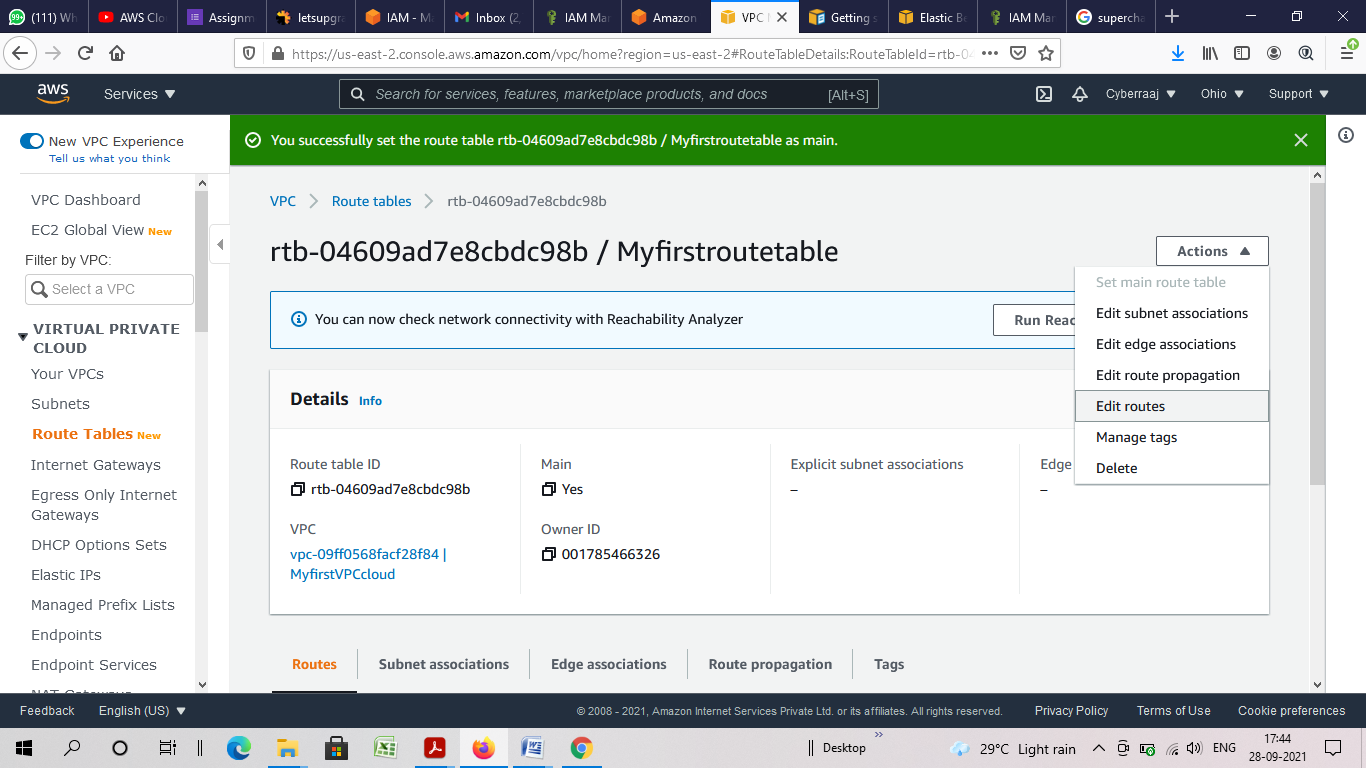 (111) Wh
AWS Clo
Assignm
letsupgra
IAM - Ma
Inbox (2,
IAM Mar
Amazon
VPC M
Getting s
Elastic Be
IAM Mar
supercha
https://us-east-2.console.aws.amazon.com/vpc/home?region=us-east-2#RouteTableDetails:RouteTableId=rtb-04
aws
Services
Search for services, features, marketplace products, and docs
[Alt+S]
Cyberraaj
Ohio
Support
New VPC Experience
Tell us what you think
You successfully set the route table rtb-04609ad7e8cbdc98b / Myfirstroutetable as main.
VPC Dashboard
EC2 Global View New
Filter by VPC:
Select a VPC
VIRTUAL PRIVATE
CLOUD
Your VPCs
Subnets
Route Tables New
Internet Gateways
Egress Only Internet
Gateways
DHCP Options Sets
Elastic IPs
Managed Prefix Lists
Endpoints
Endpoint Services
NAT Gateways
VPC
Route tables
rtb-04609ad7e8cbdc98b
rtb-04609ad7e8cbdc98b / Myfirstroutetable
Actions
Set main route table
Edit subnet associations
Edit edge associations
Edit route propagation
Edit routes
Manage tags
Delete
You can now check network connectivity with Reachability Analyzer
Run Reac
Details Info
Route table ID
rtb-04609ad7e8cbdc98b
Main
Yes
Explicit subnet associations
–
Edge
–
VPC
vpc-09ff0568facf28f84 |
MyfirstVPCcloud
Owner ID
001785466326
Routes
Subnet associations
Edge associations
Route propagation
Tags
Feedback
English (US)
© 2008 - 2021, Amazon Internet Services Private Ltd. or its affiliates. All rights reserved.
Privacy Policy
Terms of Use
Cookie preferences
Desktop
29°C Light rain
ENG
17:44
28-09-2021